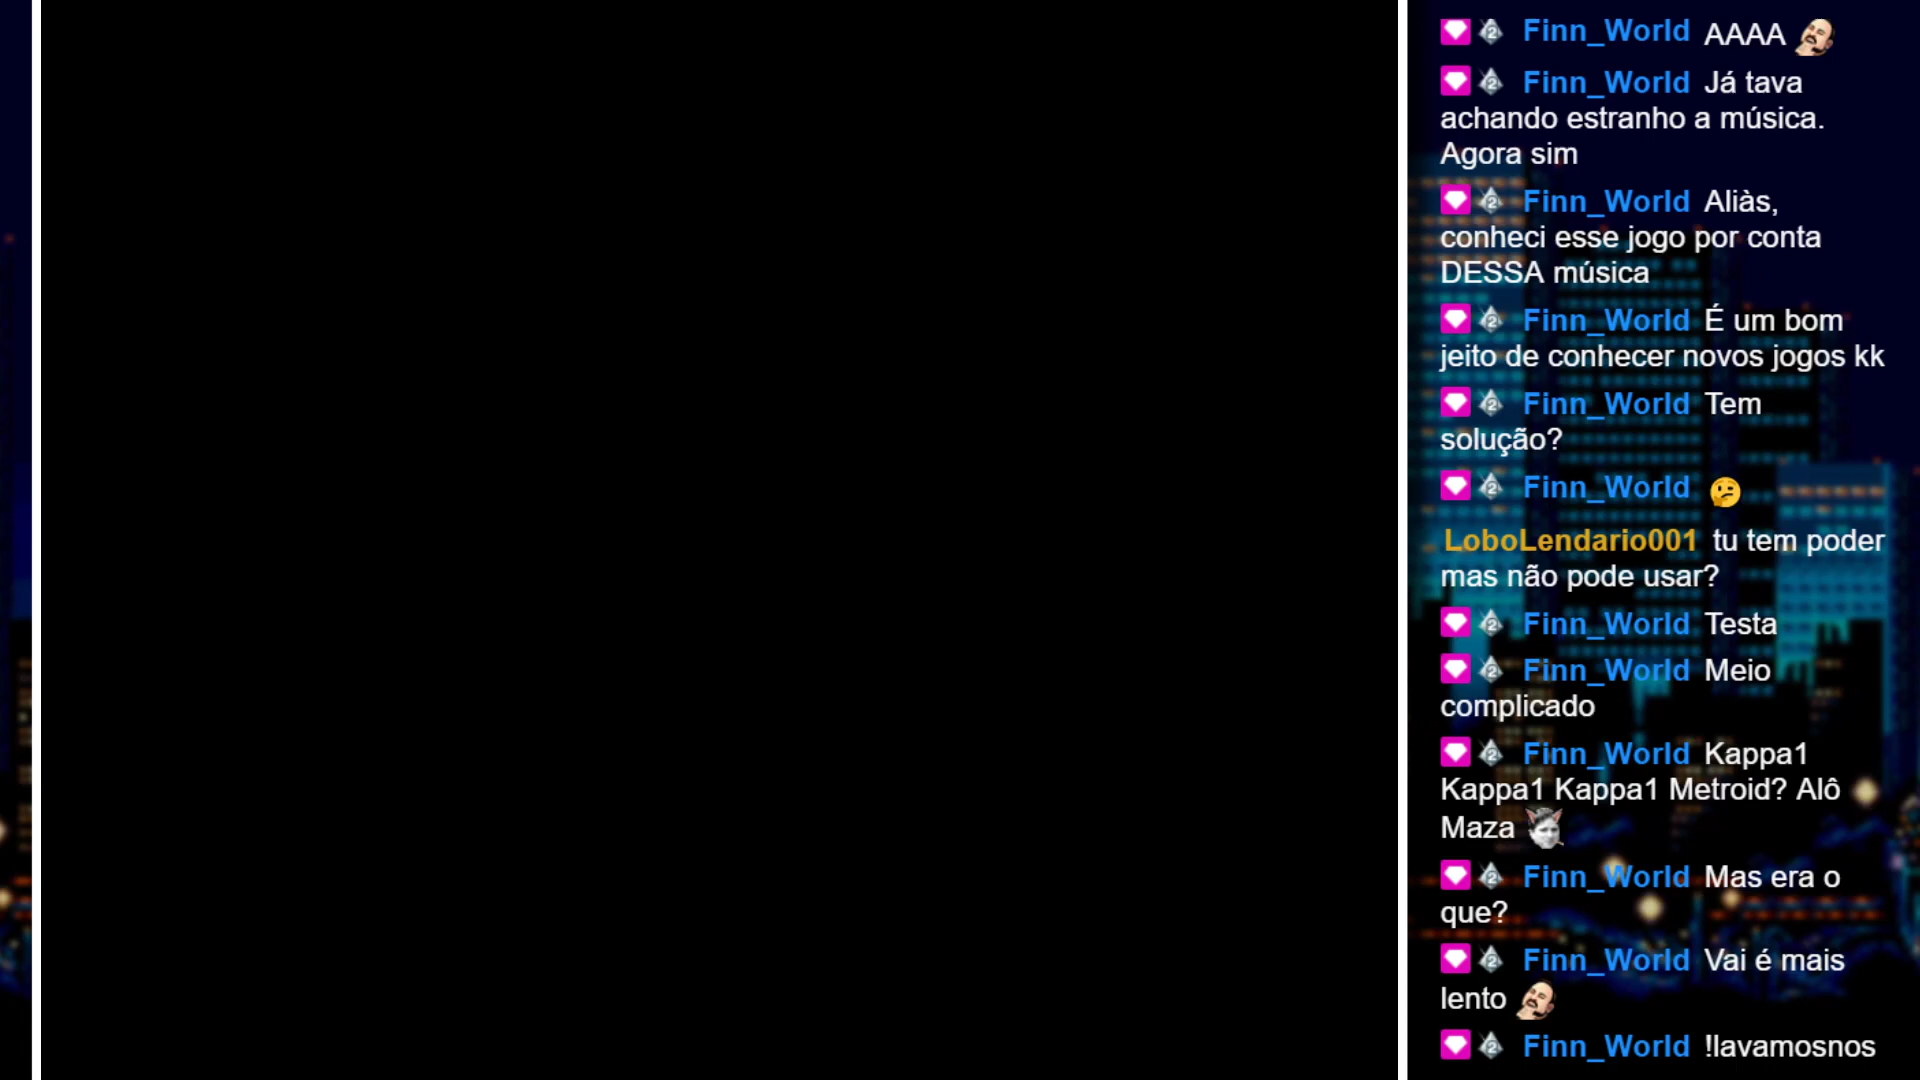 Finn_World AAAA
Finn_World Já tava
achando estranho a música.
Agora sim
Finn_World Aliàs,
conheci esse jogo por conta
DESSA música
Finn_World É um bom
jeito de conhecer novos jogos kk
Finn_World Tem
solução?
Finn_World
LoboLendario001 tu tem poder
mas não pode usar?
Finn_World Testa
Finn_World Meio
complicado
Finn_World Kappa1
Kappa1 Kappa1 Metroid? Alô
Maza
Finn_World Mas era o
que?
Finn_World Vai é mais
lento
Finn_World !lavamosnos